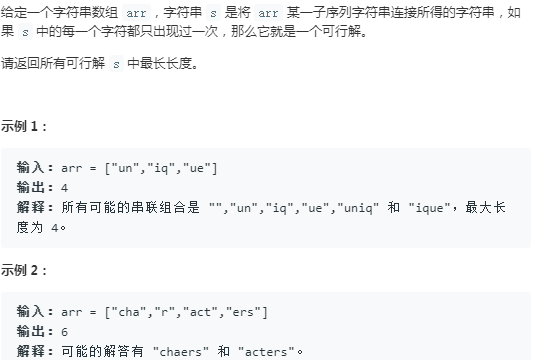 给定一个字符串数组 arr，字符串 s 是将 arr 某一子序列字符串连接所得的字符串，如
果 s 中的每一个字符都只出现过一次，那么它就是一个可行解。
请返回所有可行解 s 中最长长度。
示例 1：
输入：arr = ["un","iq","ue"]
输出：4
解释：所有可能的串联组合是 "","un","iq","ue","uniq" 和 "ique"，最大长
度为 4。
示例 2：
输入：arr = ["cha","r","act","ers"]
输出：6
解释：可能的解答有 "chaers" 和 "acters"。